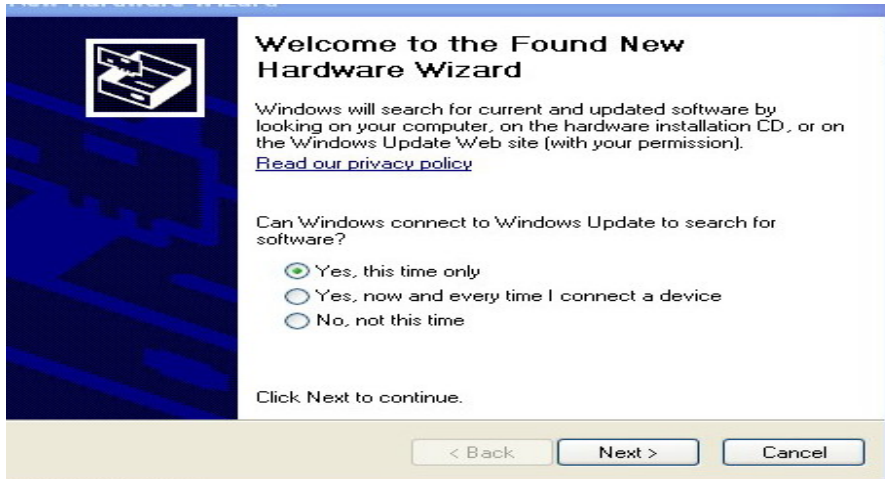 New Hardware Wizard
Welcome to the Found New
Hardware Wizard
Windows will search for current and updated software by
looking on your computer, on the hardware installation CD, or on
the Windows Update Web site (with your permission).
Read our privacy policy
Can Windows connect to Windows Update to search for
software?
Yes, this time only
Yes, now and every time I connect a device
No, not this time
Click Next to continue.
< Back
Next >
Cancel